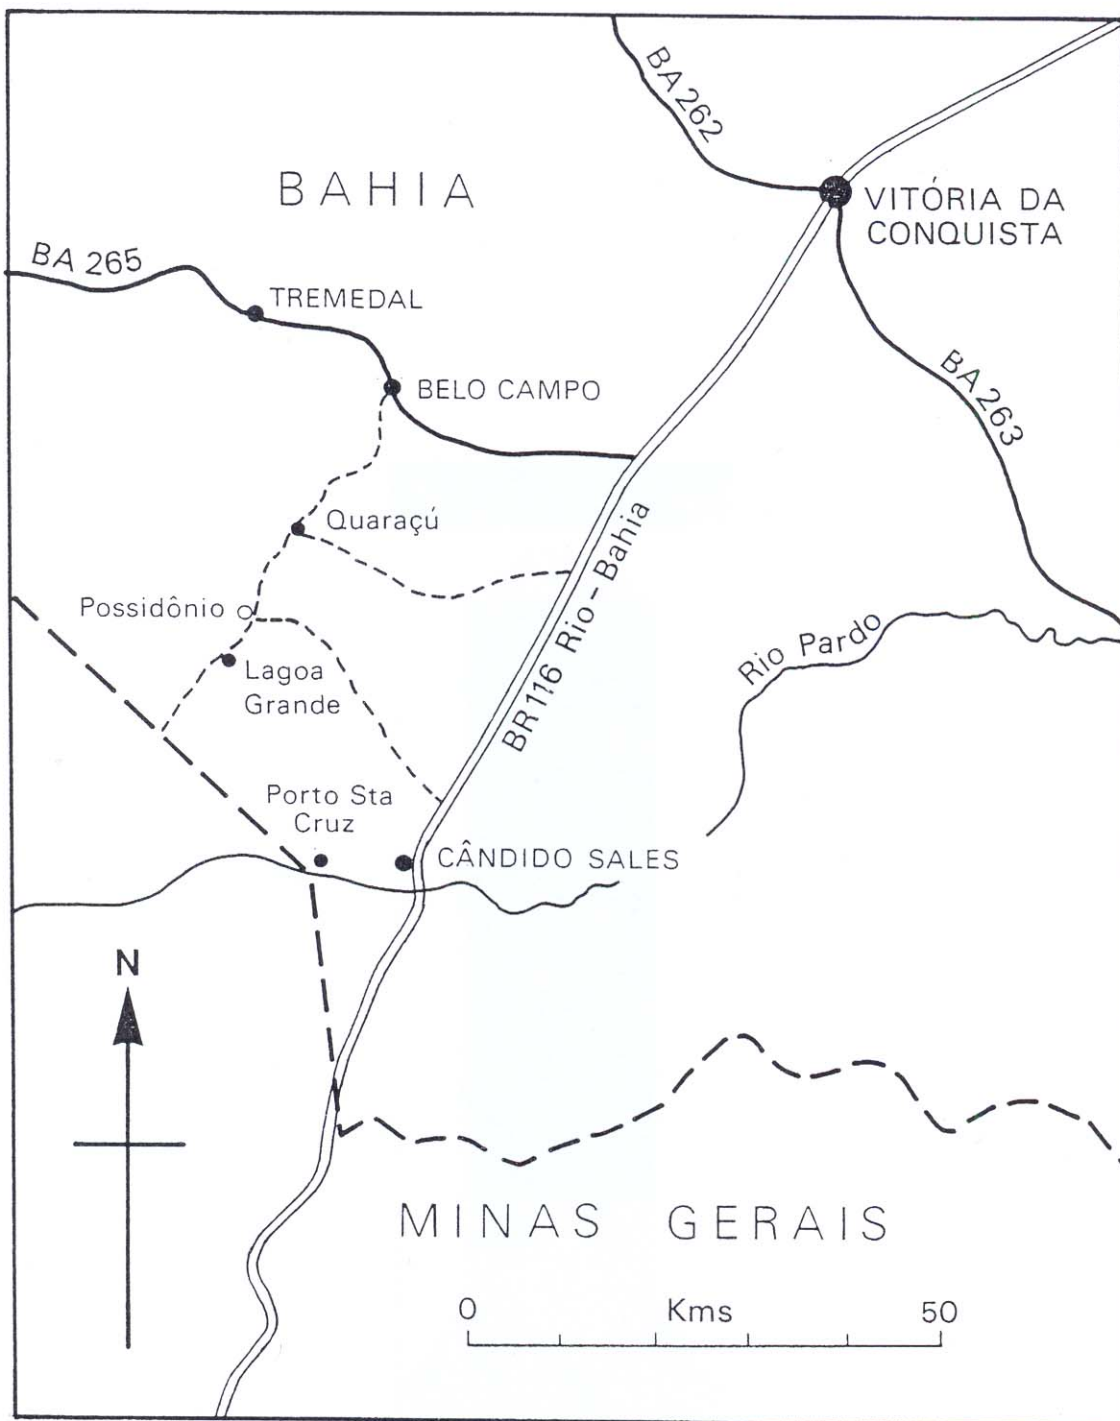 BA 262
BAHIA
VITÓRIA DA
CONQUISTA
BA 265
TREMEDAL
BELO CAMPO
BA 263
Quaraçú
BR 116 Rio-Bahia
Possidônio
Rio Pardo
Lagoa
Grande
Porto Sta
Cruz
CÂNDIDO SALES
N
MINAS GERAIS
0 Kms 50